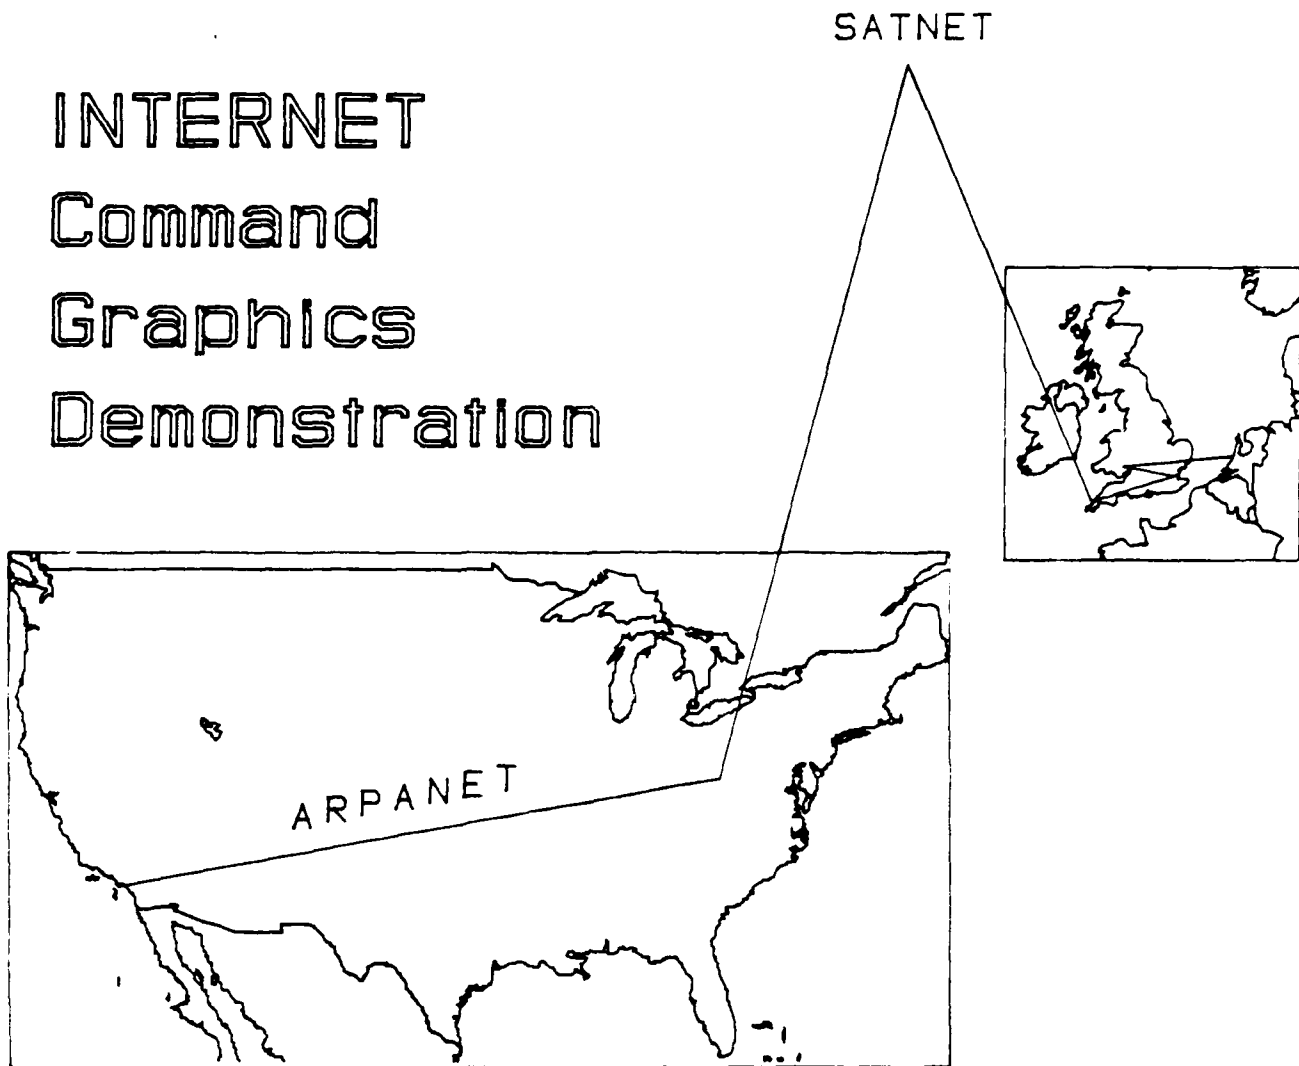 SATNET
INTERNET
Command
Graphics
Demonstration
ARPANET